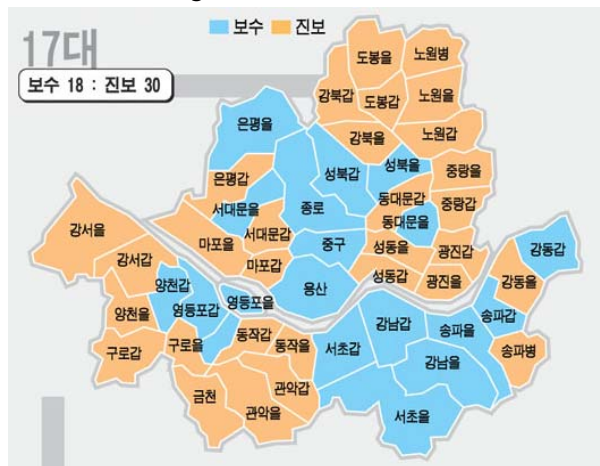 보수 진보
17대
보수 18 : 진보 30
도봉을 노원병
강북갑 도봉갑 노원을
은평을 강북을 노원갑
성북갑 성북을 중랑을
은평갑 동대문갑
서대문을 종로 동대문을 중랑갑
강서을 마포을 서대문갑 중구 성동을 광진갑 강동갑
강서갑 마포갑 성동갑 광진을 강동을
양천갑 용산
양천을 영등포갑 영등포을 강남갑 송파을 송파갑
구로갑 구로을 동작갑 동작을 서초갑 강남을 송파병
금천 관악갑
관악을 서초을